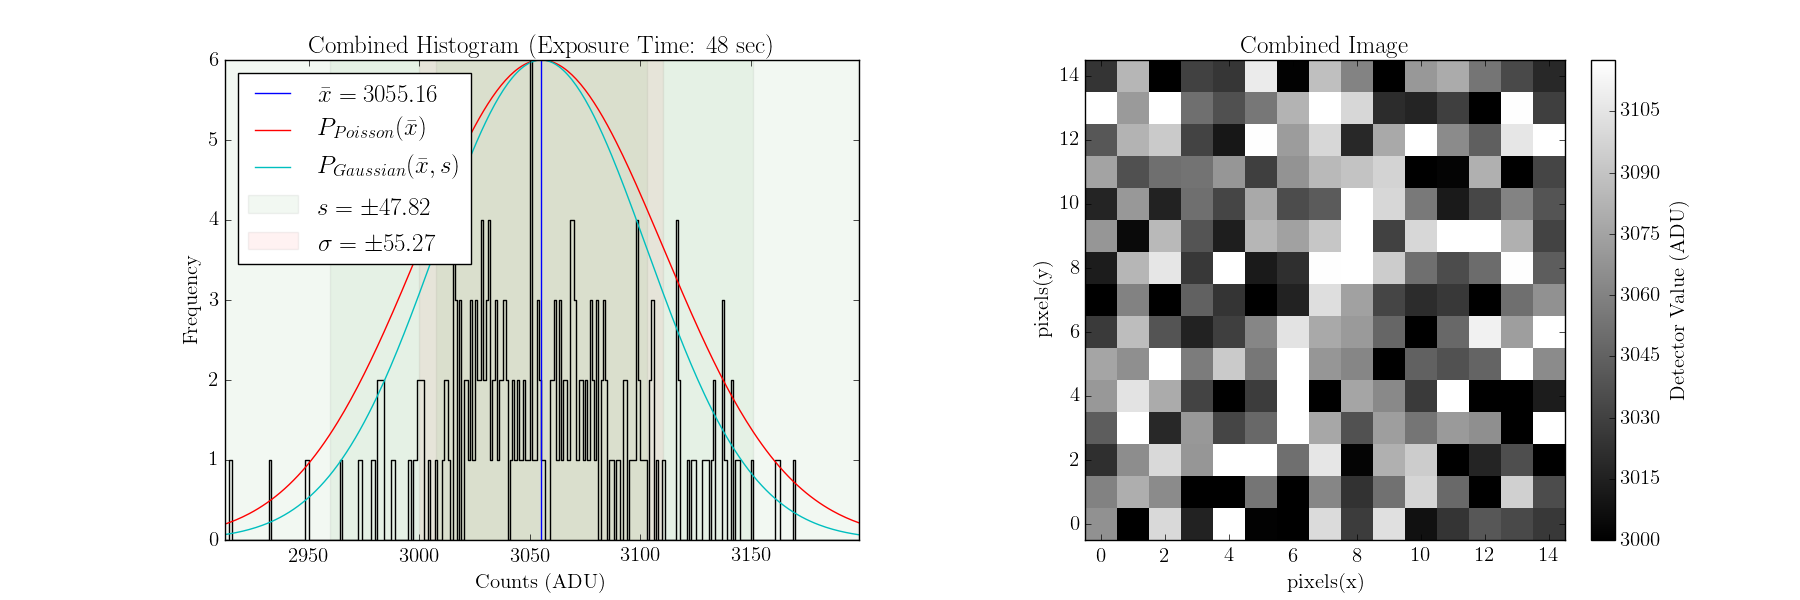 Combined Histogram (Exposure Time: 48 sec)
x̄ = 3055.16
P_Poisson(x̄)
P_Gaussian(x̄, s)
s = ±47.82
σ = ±55.27
Frequency
6
5
4
3
2
1
0
2950 3000 3050 3100 3150
Counts (ADU)
Combined Image
pixels(y)
14
12
10
8
6
4
2
0
0 2 4 6 8 10 12 14
pixels(x)
3105
3090
3075
3060
3045
3030
3015
3000
Detector Value (ADU)